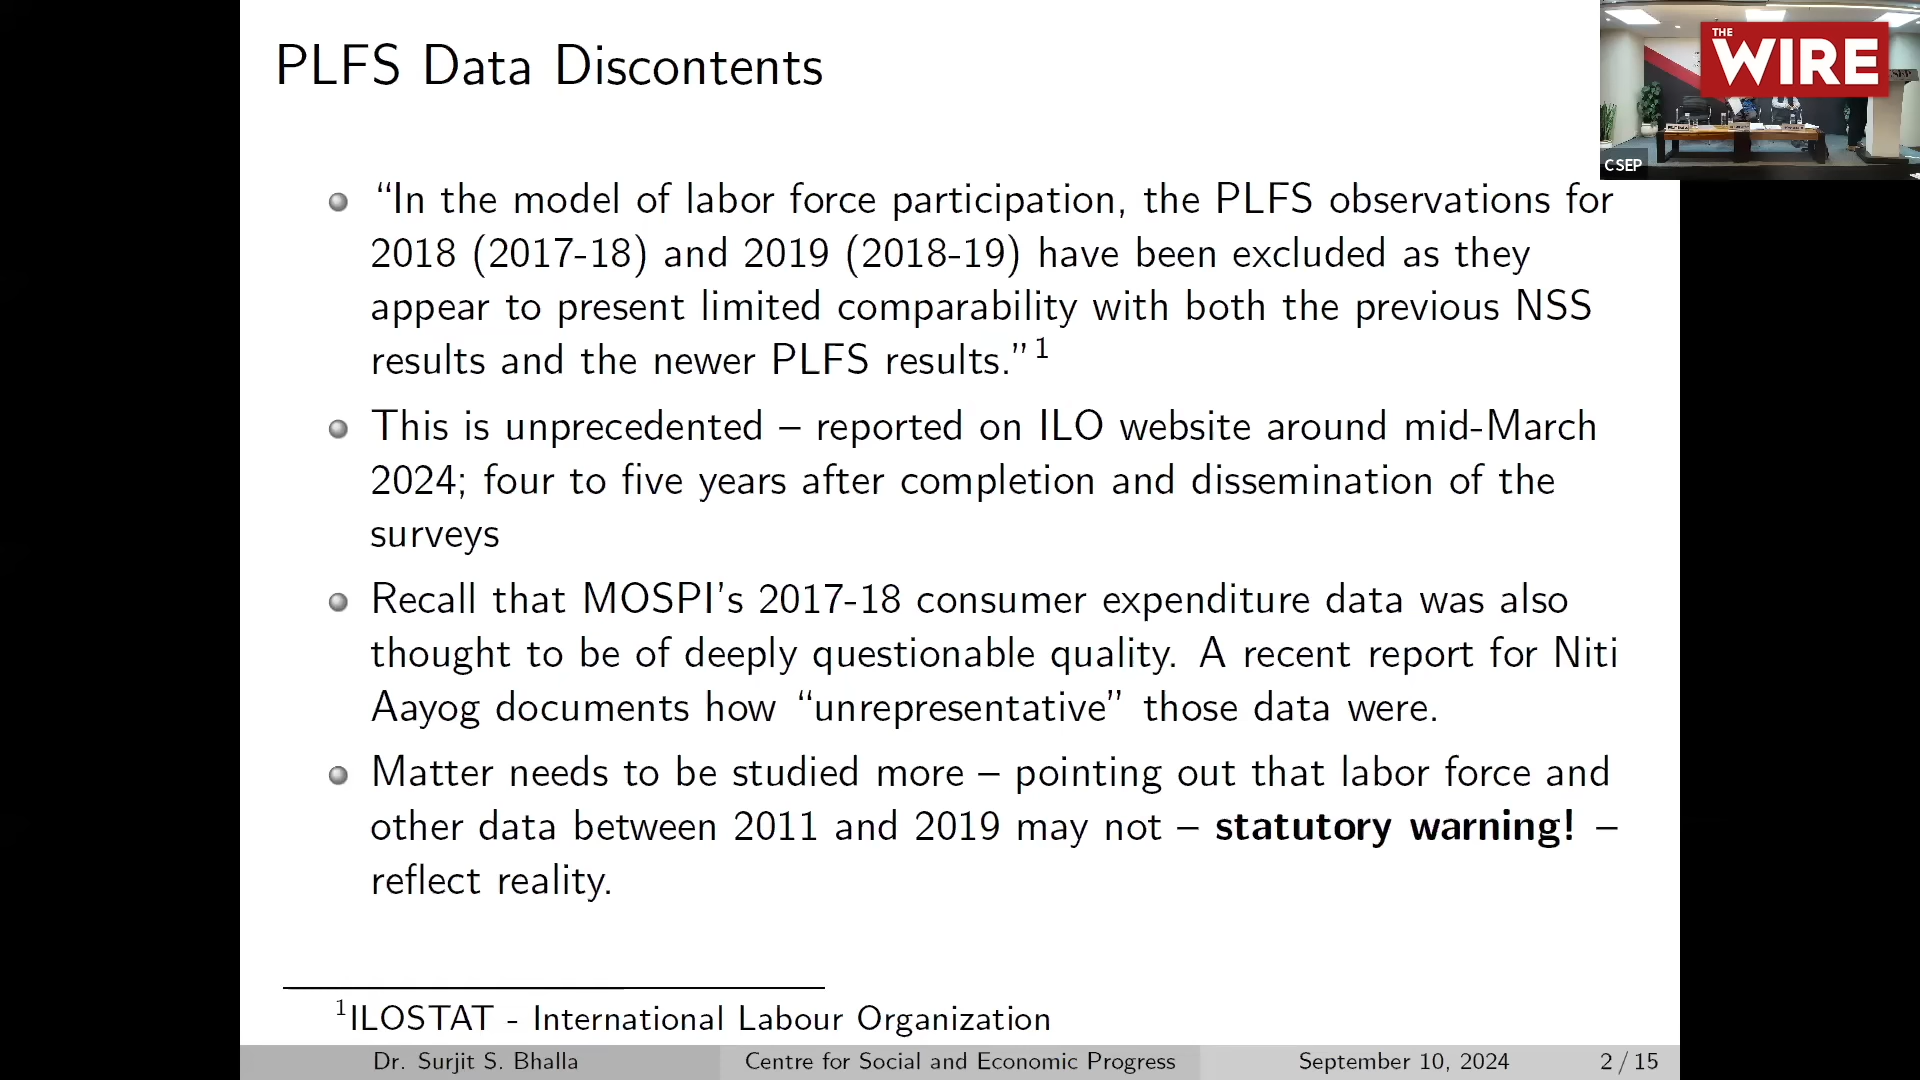 PLFS Data Discontents
THE
WIRE
CSEP
“In the model of labor force participation, the PLFS observations for
2018 (2017-18) and 2019 (2018-19) have been excluded as they
appear to present limited comparability with both the previous NSS
results and the newer PLFS results.”1
This is unprecedented – reported on ILO website around mid-March
2024; four to five years after completion and dissemination of the
surveys
Recall that MOSPI's 2017-18 consumer expenditure data was also
thought to be of deeply questionable quality. A recent report for Niti
Aayog documents how “unrepresentative” those data were.
Matter needs to be studied more – pointing out that labor force and
other data between 2011 and 2019 may not – statutory warning! –
reflect reality.
1ILOSTAT - International Labour Organization
Dr. Surjit S. Bhalla Centre for Social and Economic Progress September 10, 2024 2 / 15